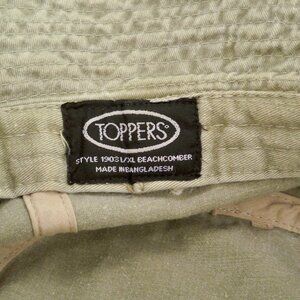 TOPPERS®
STYLE 1903 L/XL BEACHCOMBER
MADE IN BANGLADESH